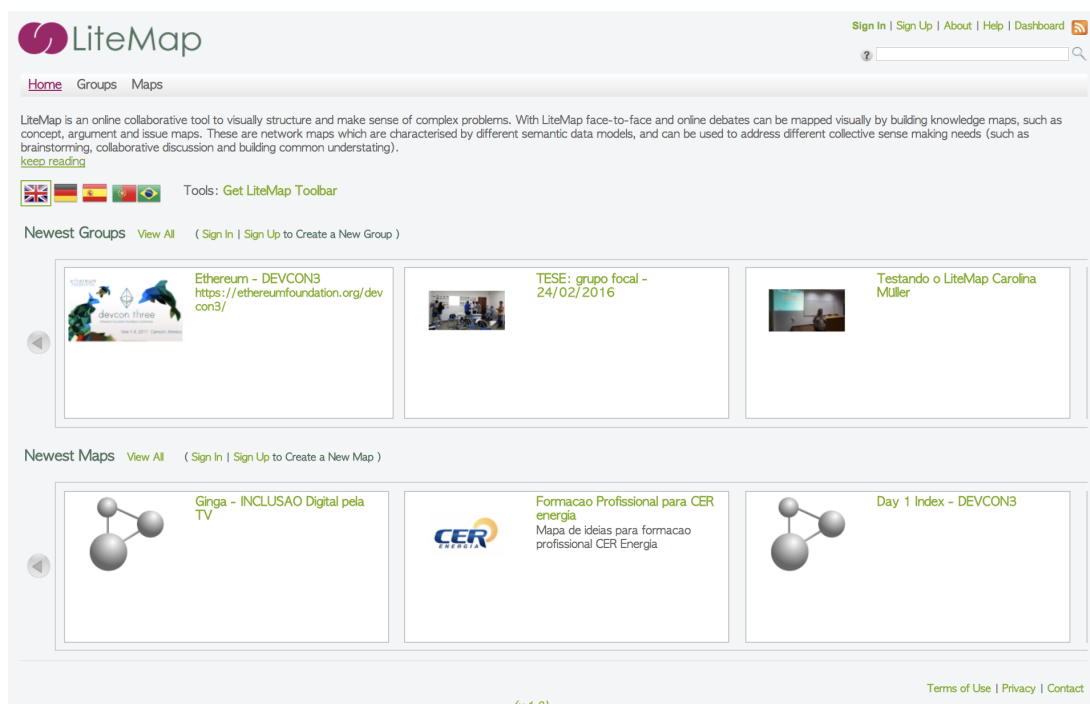 LiteMap
Sign In | Sign Up | About | Help | Dashboard
?
Home Groups Maps
LiteMap is an online collaborative tool to visually structure and make sense of complex problems. With LiteMap face-to-face and online debates can be mapped visually by building knowledge maps, such as
concept, argument and issue maps. These are network maps which are characterised by different semantic data models, and can be used to address different collective sense making needs (such as
brainstorming, collaborative discussion and building common understating).
keep reading
Tools: Get LiteMap Toolbar
Newest Groups View All ( Sign In | Sign Up to Create a New Group )
devcon three
Ethereum - DEVCON3
https://ethereumfoundation.org/dev
con3/
TESE: grupo focal -
24/02/2016
Testando o LiteMap Carolina
Müller
Newest Maps View All ( Sign In | Sign Up to Create a New Map )
Ginga - INCLUSAO Digital pela
TV
CER
ENERGIA
Formacao Profissional para CER
energia
Mapa de ideias para formacao
profissional CER Energia
Day 1 Index - DEVCON3
Terms of Use | Privacy | Contact